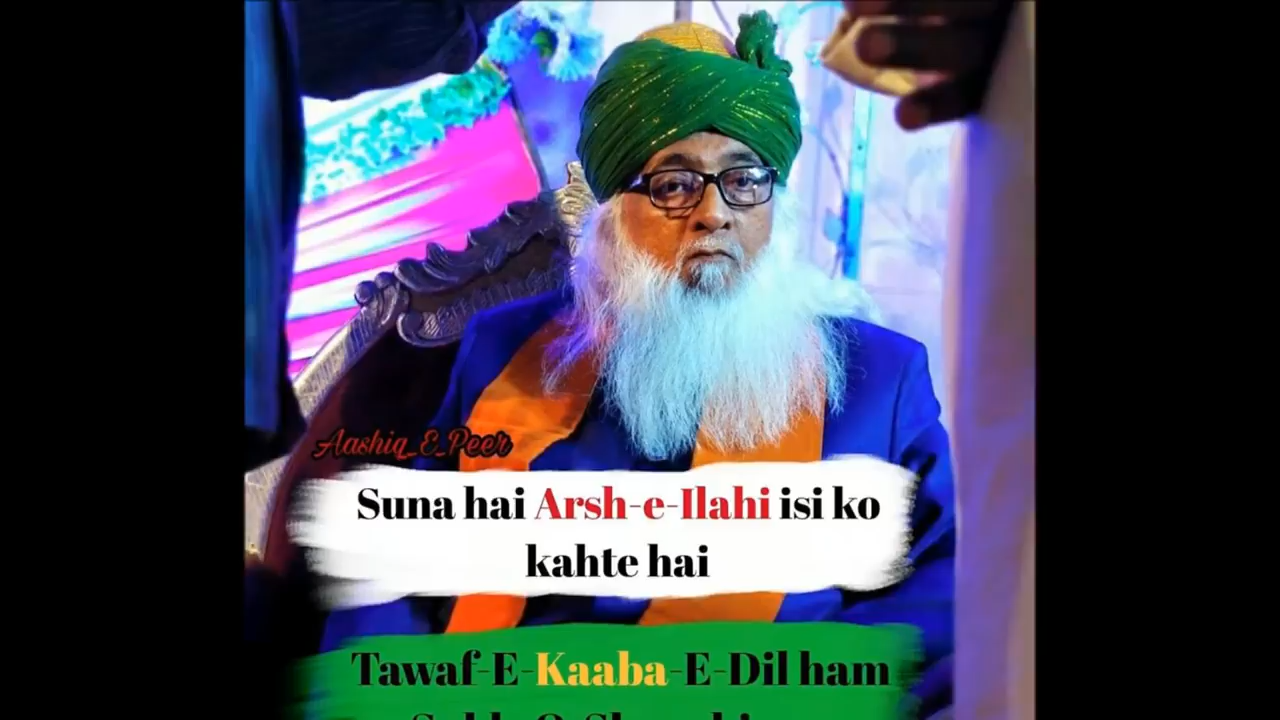 Aashiq_E_Peer
Suna hai Arsh-e-Ilahi isi ko
kahte hai
Tawaf-E-Kaaba-E-Dil ham